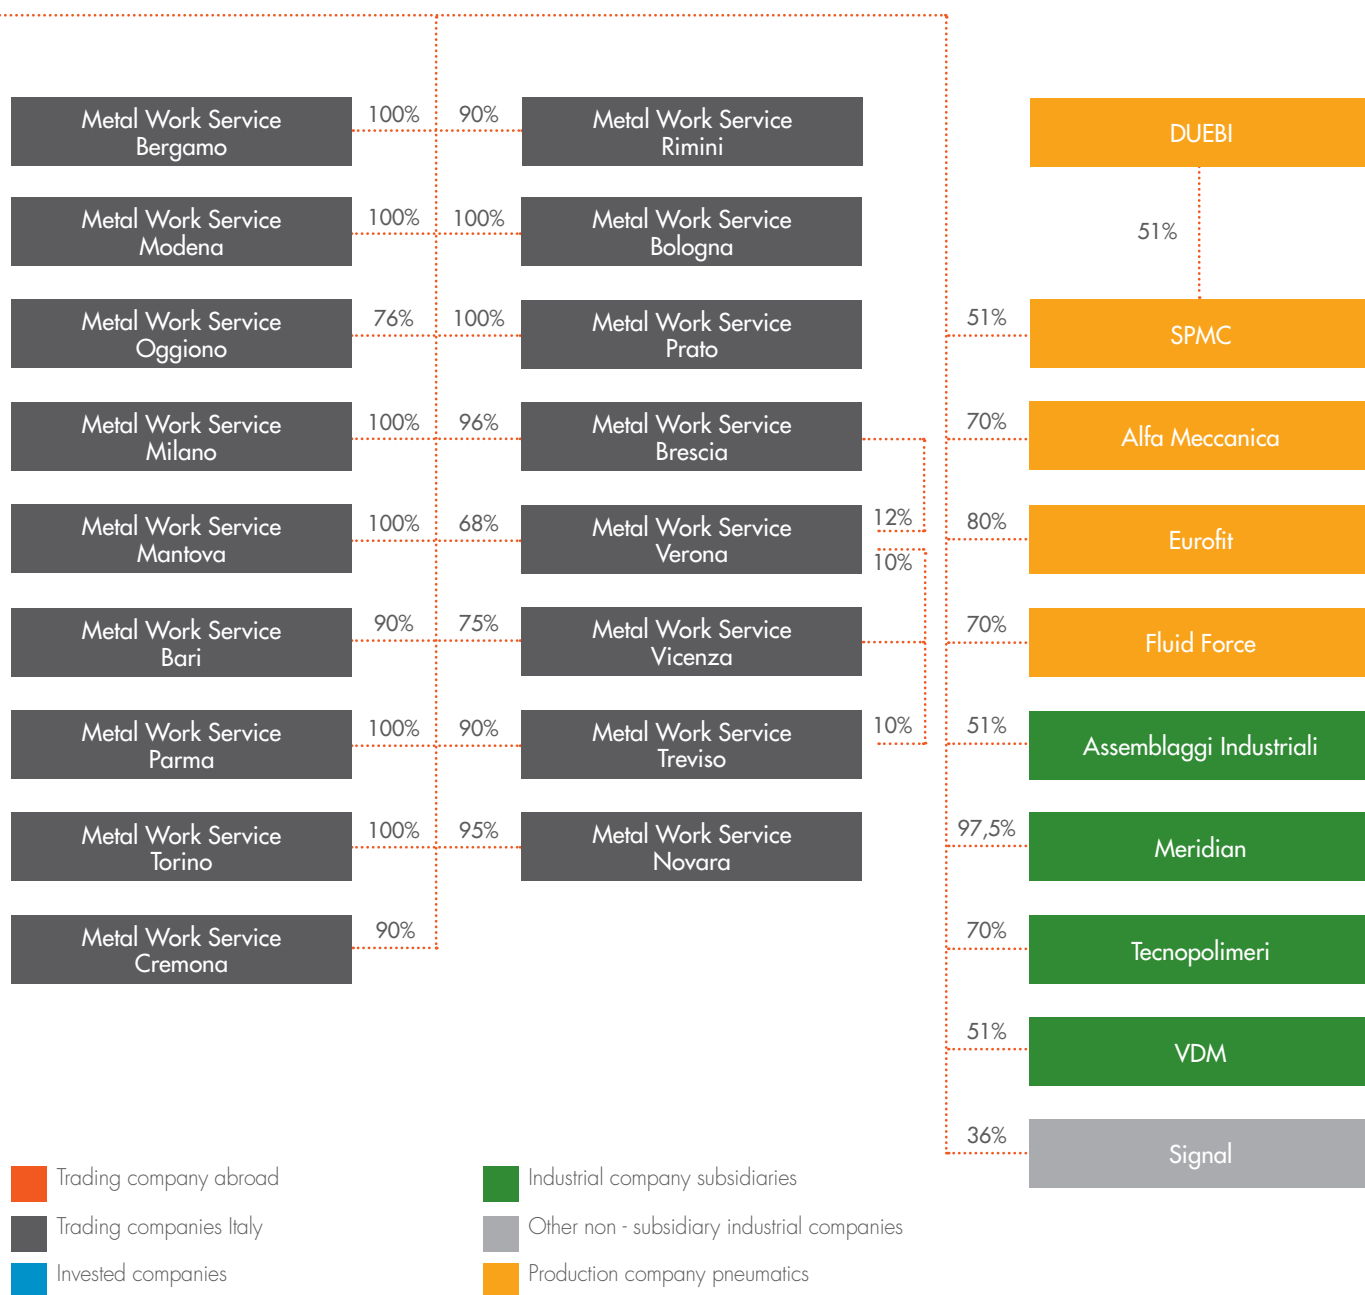 Metal Work Service
Bergamo
100%
90%
Metal Work Service
Rimini
DUEBI
51%
Metal Work Service
Modena
100%
100%
Metal Work Service
Bologna
Metal Work Service
Oggiono
76%
100%
Metal Work Service
Prato
51%
SPMC
Metal Work Service
Milano
100%
96%
Metal Work Service
Brescia
70%
Alfa Meccanica
Metal Work Service
Mantova
100%
68%
Metal Work Service
Verona
12%
10%
80%
Eurofit
Metal Work Service
Bari
90%
75%
Metal Work Service
Vicenza
70%
Fluid Force
Metal Work Service
Parma
100%
90%
Metal Work Service
Treviso
10%
51%
Assemblaggi Industriali
Metal Work Service
Torino
100%
95%
Metal Work Service
Novara
97,5%
Meridian
Metal Work Service
Cremona
90%
70%
Tecnopolimeri
51%
VDM
36%
Signal
Trading company abroad
Trading companies Italy
Invested companies
Industrial company subsidiaries
Other non - subsidiary industrial companies
Production company pneumatics